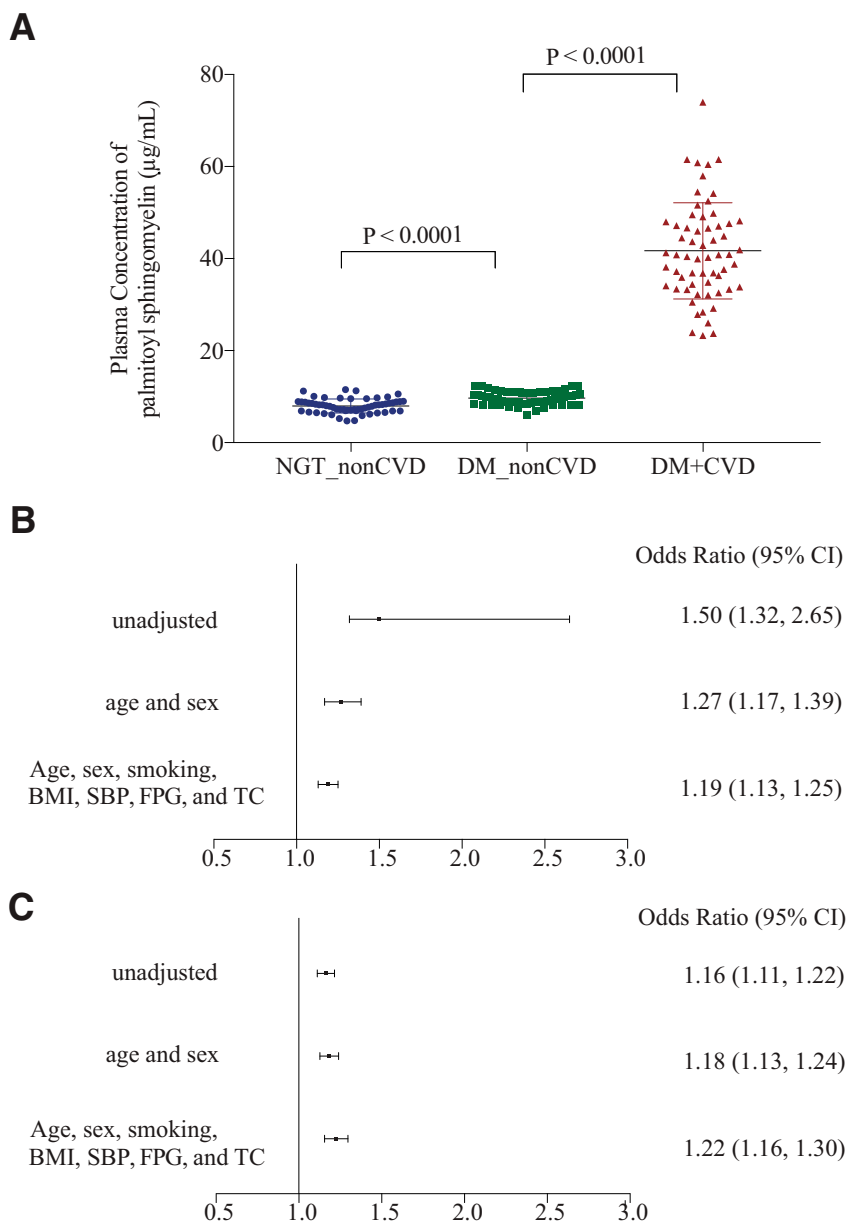 A
P < 0.0001
P < 0.0001
Plasma Concentration of
palmitoyl sphingomyelin (µg/mL)
80
60
40
20
0
NGT_nonCVD DM_nonCVD DM+CVD
B
Odds Ratio (95% CI)
unadjusted 1.50 (1.32, 2.65)
age and sex 1.27 (1.17, 1.39)
Age, sex, smoking,
BMI, SBP, FPG, and TC 1.19 (1.13, 1.25)
0.5 1.0 1.5 2.0 2.5 3.0
C
Odds Ratio (95% CI)
unadjusted 1.16 (1.11, 1.22)
age and sex 1.18 (1.13, 1.24)
Age, sex, smoking,
BMI, SBP, FPG, and TC 1.22 (1.16, 1.30)
0.5 1.0 1.5 2.0 2.5 3.0